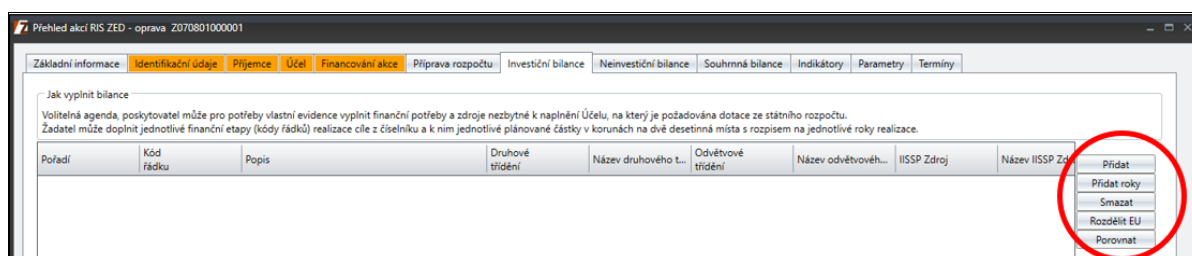 Přehled akcí RIS ZED - oprava Z070801000001
Základní informace Identifikační údaje Příjemce Účel Financování akce Příprava rozpočtu Investiční bilance Neinvestiční bilance Souhrnná bilance Indikátory Parametry Termíny
Jak vyplnit bilance
Volitelná agenda, poskytovatel může pro potřeby vlastní evidence vyplnit finanční potřeby a zdroje nezbytné k naplnění Účelu, na který je požadována dotace ze státního rozpočtu.
Žadatel může doplnit jednotlivé finanční etapy (kódy řádků) realizace cíle z číselníku a k nim jednotlivé plánované částky v korunách na dvě desetinná místa s rozpisem na jednotlivé roky realizace.
Pořadí Kód řádku Popis Druhové třídění Název druhového t... Odvětvové třídění Název odvětvovéh... IISSP Zdroj Název IISSP Zd
Přidat
Přidat roky
Smazat
Rozdělit EU
Porovnat